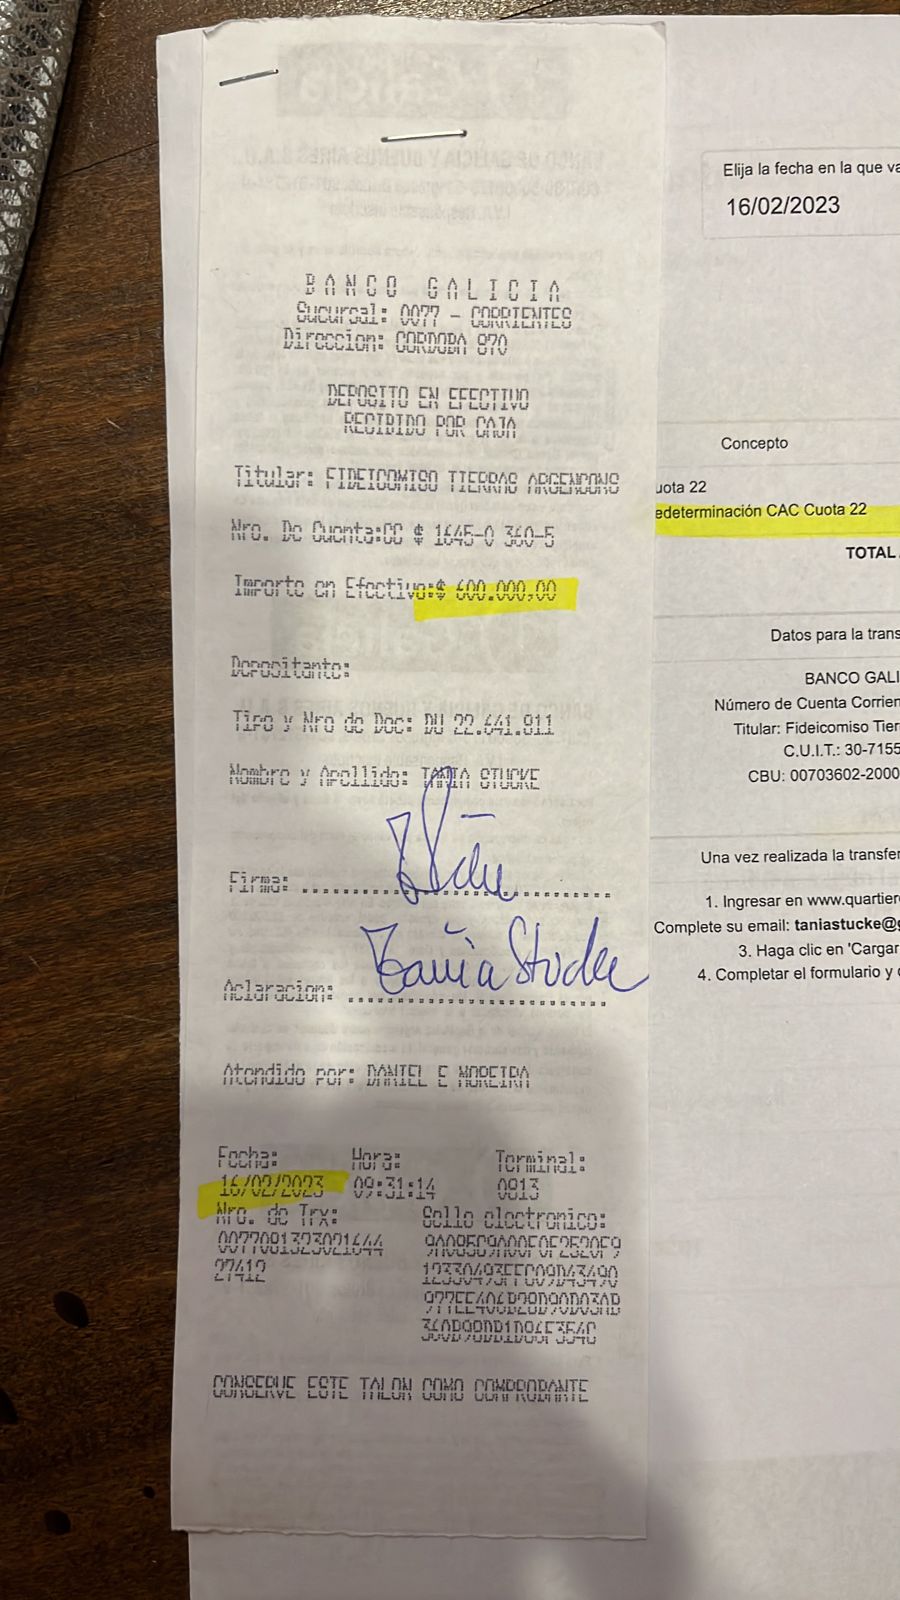 BANCO GALICIA
Sucursal: 0077 - CORRIENTES
Direccion: CORDOBA 870
DEPOSITO EN EFECTIVO
RECIBIDO POR CAJA
Titular: FIDEICOMISO TIERRAS ARGENCONS
Nro. De Cuenta:CC $ 1645-0 360-5
Importe en Efectivo:$ 600.000,00
Depositante:
Tipo y Nro de Doc: DU 22.641.811
Nombre y Apellido: TANIA STUCKE
Firma:
Tania Stucke
Aclaracion:
Atendido por: DANIEL E MOREIRA
Fecha: Hora: Terminal:
16/02/2023 09:31:14 0813
Nro. de Trx: Sello electronico:
0077081323021644
27412
CONSERVE ESTE TALON COMO COMPROBANTE
Elija la fecha en la que va
16/02/2023
Concepto
uota 22
edeterminación CAC Cuota 22
TOTAL
Datos para la trans
BANCO GALI
Número de Cuenta Corrien
Titular: Fideicomiso Tier
C.U.I.T.: 30-7155
CBU: 00703602-2000
Una vez realizada la transfer
1. Ingresar en www.quartier
Complete su email: taniastucke@g
3. Haga clic en 'Cargar
4. Completar el formulario y